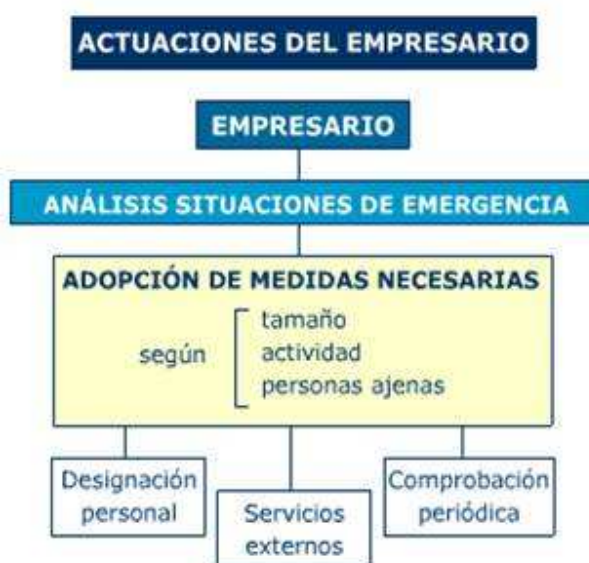 ACTUACIONES DEL EMPRESARIO
EMPRESARIO
ANÁLISIS SITUACIONES DE EMERGENCIA
ADOPCIÓN DE MEDIDAS NECESARIAS
según
tamaño
actividad
personas ajenas
Designación
personal
Servicios
externos
Comprobación
periódica